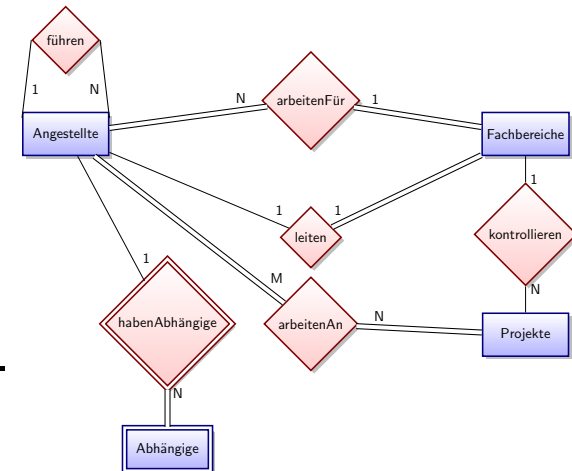 führen
1
N
N
arbeitenFür
1
Angestellte
Fachbereiche
1
1
1
leiten
kontrollieren
1
M
N
habenAbhängige
arbeitenAn
N
Projekte
N
Abhängige